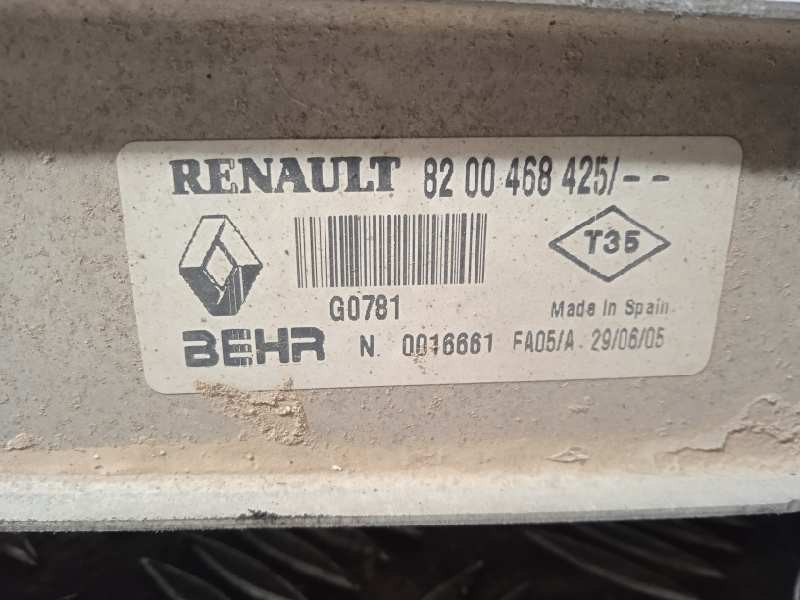 RENAULT 82 00 468 425/--
T35
G0781 Made In Spain
BEHR N. 0016661 FA05/A 29/06/05